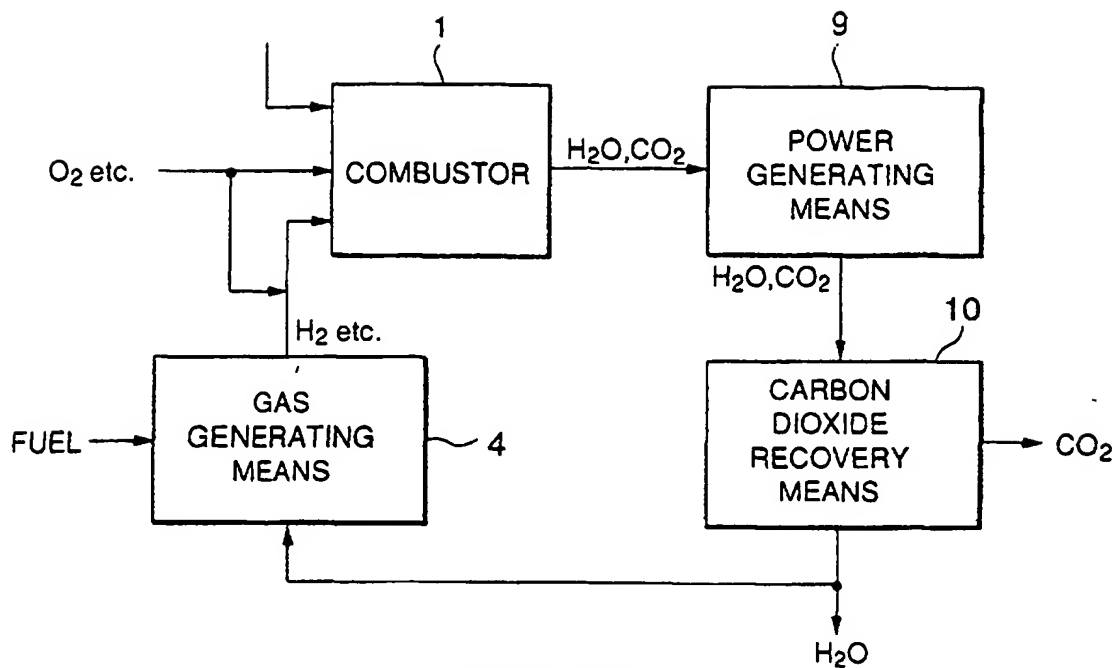 1
9
O2 etc.
COMBUSTOR
H2O,CO2
POWER
GENERATING
MEANS
H2O,CO2
H2 etc.
10
FUEL
GAS
GENERATING
MEANS
4
CARBON
DIOXIDE
RECOVERY
MEANS
CO2
H2O